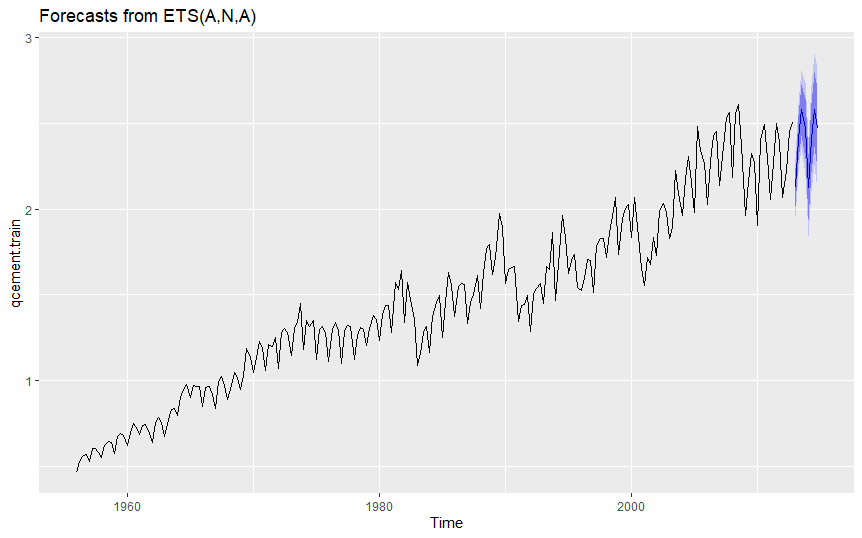 Forecasts from ETS(A,N,A)
3
2
1
qcement.train
1960
1980
2000
Time